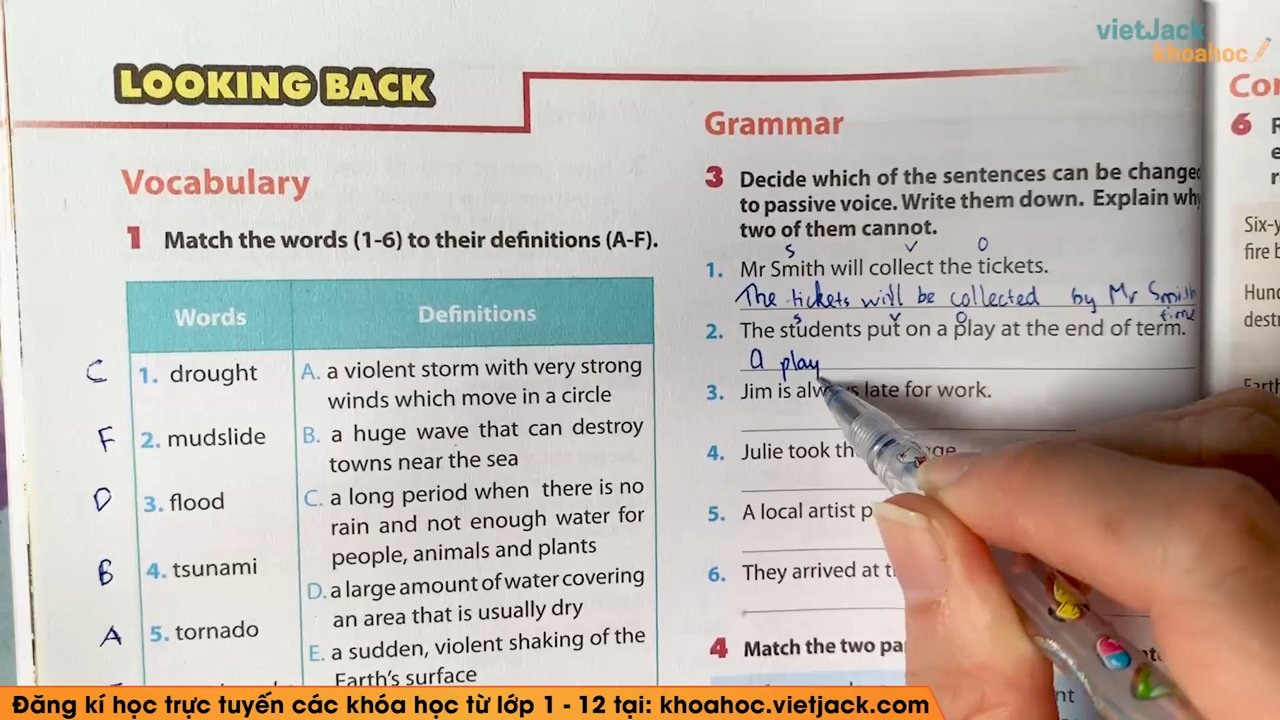 vietJack
khoahoc
LOOKING BACK
Vocabulary
1 Match the words (1-6) to their definitions (A-F).
Words
Definitions
C 1. drought
A. a violent storm with very strong
winds which move in a circle
F 2. mudslide
B. a huge wave that can destroy
towns near the sea
D 3. flood
C. a long period when there is no
rain and not enough water for
people, animals and plants
B 4. tsunami
D. a large amount of water covering
an area that is usually dry
A 5. tornado
E. a sudden, violent shaking of the
Earth's surface
Grammar
3 Decide which of the sentences can be changed
to passive voice. Write them down. Explain why
two of them cannot.
S V O
1. Mr Smith will collect the tickets.
The tickets will be collected by Mr Smith
S V O time
2. The students put on a play at the end of term.
a play
3. Jim is always late for work.
4. Julie took
5. A local artist
6. They arrived at
4 Match the two
6
Six-y
fire b
Hund
destr
Earth
Đăng kí học trực tuyến các khóa học từ lớp 1 - 12 tại: khoahoc.vietjack.com